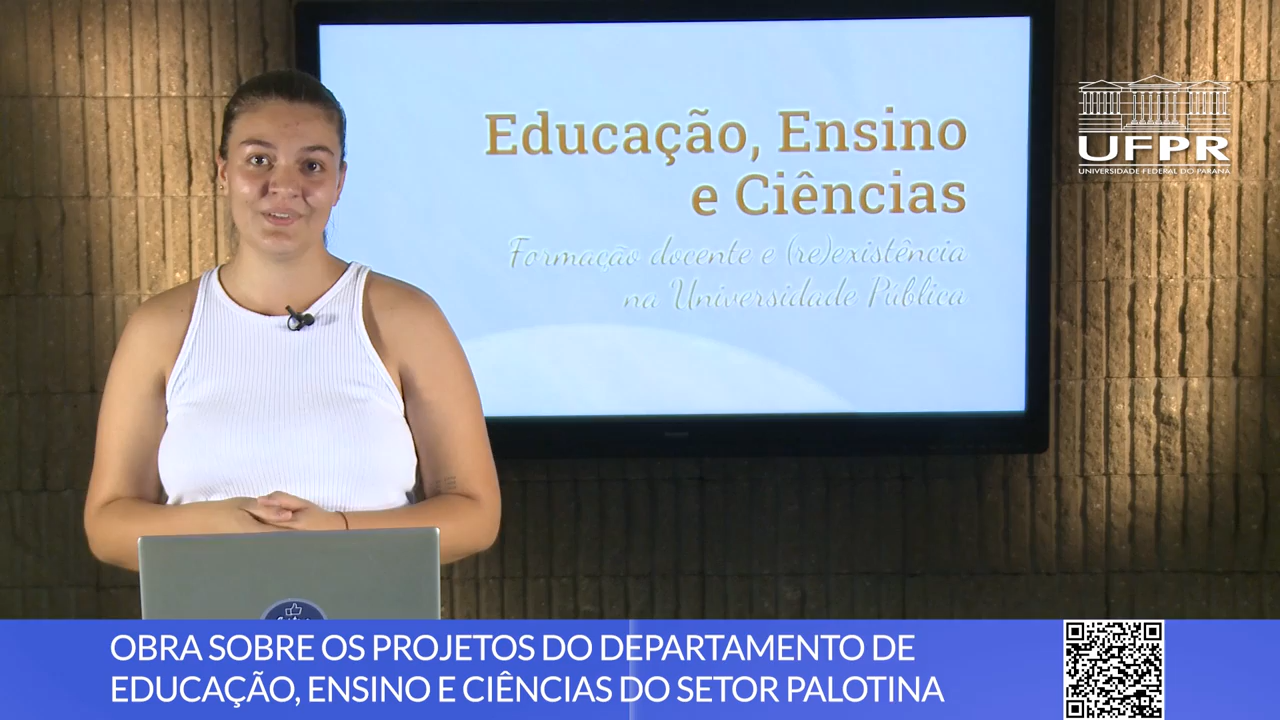 Educação, Ensino
e Ciências
Formação docente e (re)existência
na Universidade Pública
UFPR
UNIVERSIDADE FEDERAL DO PARANÁ
OBRA SOBRE OS PROJETOS DO DEPARTAMENTO DE
EDUCAÇÃO, ENSINO E CIÊNCIAS DO SETOR PALOTINA